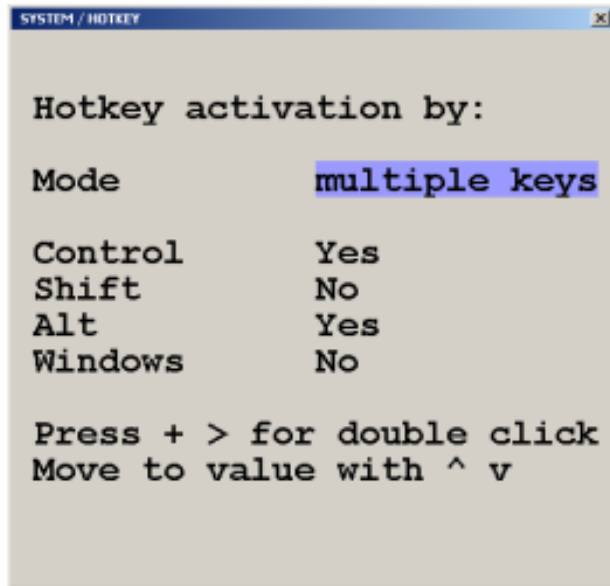 SYSTEM / HOTKEY
Hotkey activation by:
Mode multiple keys
Control Yes
Shift No
Alt Yes
Windows No
Press + > for double click
Move to value with ^ v